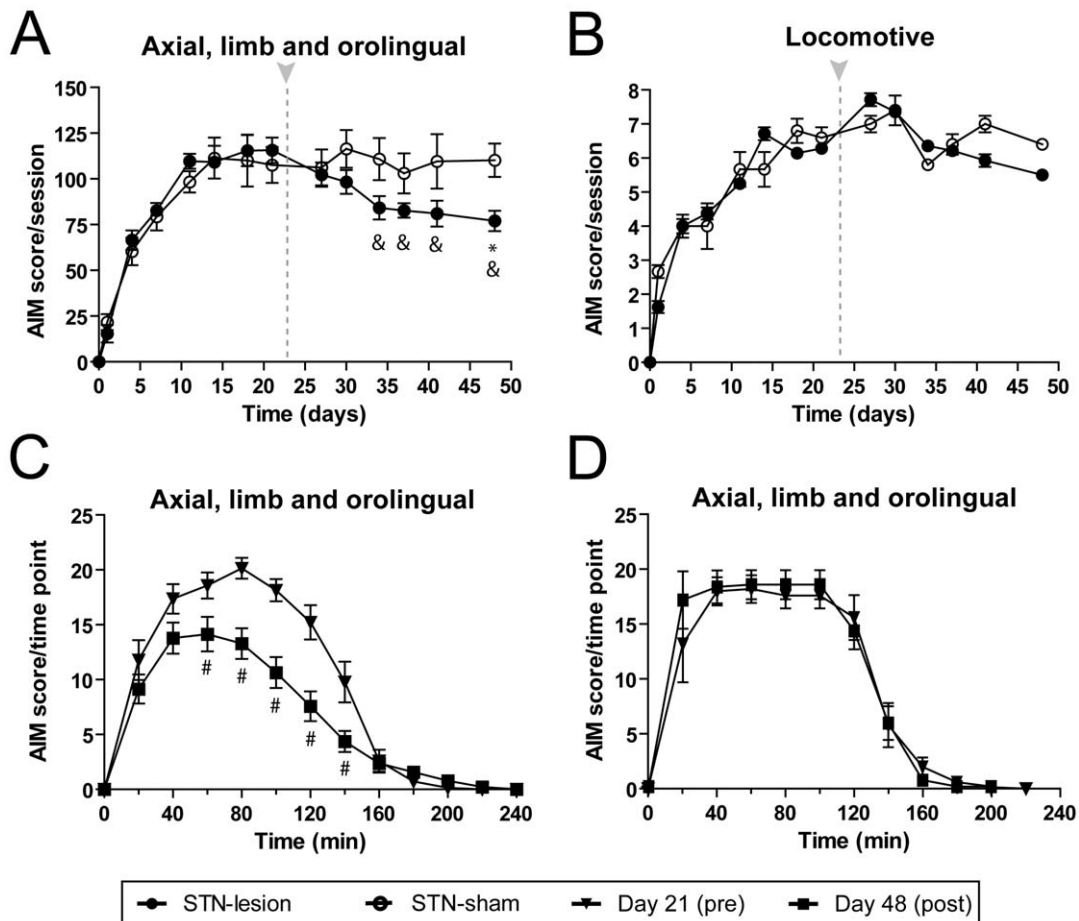 A
Axial, limb and orolingual
AIM score/session
150
125
100
75
50
25
0
& & & *
&
0 5 10 15 20 25 30 35 40 45 50
Time (days)
B
Locomotive
AIM score/session
8
7
6
5
4
3
2
1
0
0 5 10 15 20 25 30 35 40 45 50
Time (days)
C
Axial, limb and orolingual
AIM score/time point
25
20
15
10
5
0
# # # # #
0 40 80 120 160 200 240
Time (min)
D
Axial, limb and orolingual
AIM score/time point
25
20
15
10
5
0
0 40 80 120 160 200 240
Time (min)
STN-lesion STN-sham Day 21 (pre) Day 48 (post)